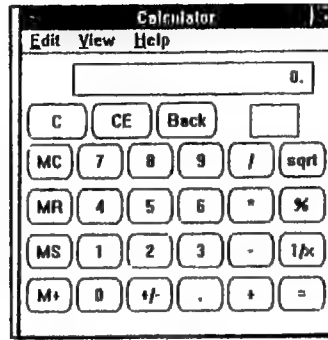 Calculator
Edit View Help
0.
C CE Back
MC 7 8 9 / sqrt
MR 4 5 6 * %
MS 1 2 3 - 1/x
M+ 0 +/- . + =